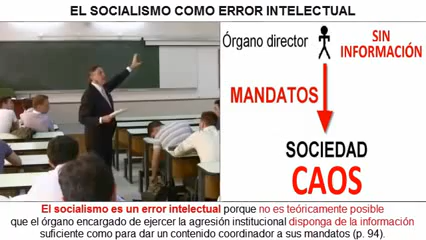 EL SOCIALISMO COMO ERROR INTELECTUAL
Órgano director
SIN
INFORMACIÓN
MANDATOS
SOCIEDAD
CAOS
El socialismo es un error intelectual porque no es teóricamente posible
que el órgano encargado de ejercer la agresión institucional disponga de la información
suficiente como para dar un contenido coordinador a sus mandatos (p. 94).